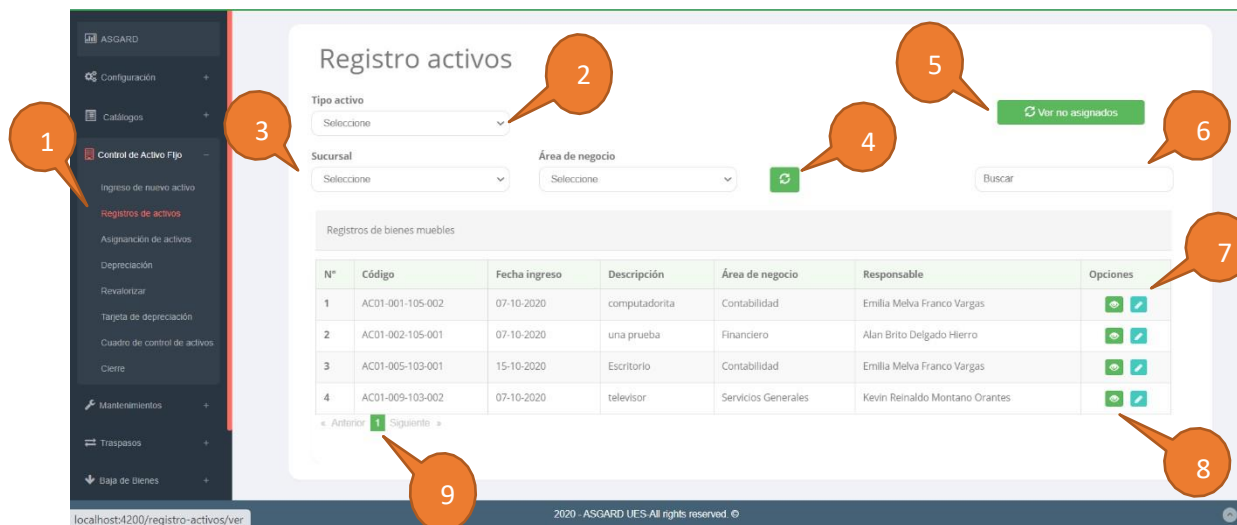 ASGARD
Configuración +
Catálogos +
Control de Activo FIjo −
Ingreso de nuevo activo
Registros de activos
Asignanción de activos
Depreciación
Revalorizar
Tarjeta de depreciación
Cuadro de control de activos
Cierre
Mantenimientos +
Traspasos +
Baja de Bienes +
localhost:4200/registro-activos/ver
1
Registro activos
2
5
Tipo activo
Seleccione
Ver no asignados
3
4
6
Sucursal Área de negocio
Seleccione Seleccione Buscar
Registros de bienes muebles
7
N° Código Fecha ingreso Descripción Área de negocio Responsable Opciones
1 AC01-001-105-002 07-10-2020 computadorita Contabilidad Emilia Melva Franco Vargas
2 AC01-002-105-001 07-10-2020 una prueba Financiero Alan Brito Delgado Hierro
3 AC01-005-103-001 15-10-2020 Escritorio Contabilidad Emilia Melva Franco Vargas
4 AC01-009-103-002 07-10-2020 televisor Servicios Generales Kevin Reinaldo Montano Orantes
« Anterior 1 Siguiente »
8
9
2020 - ASGARD UES-All rights reserved. ©